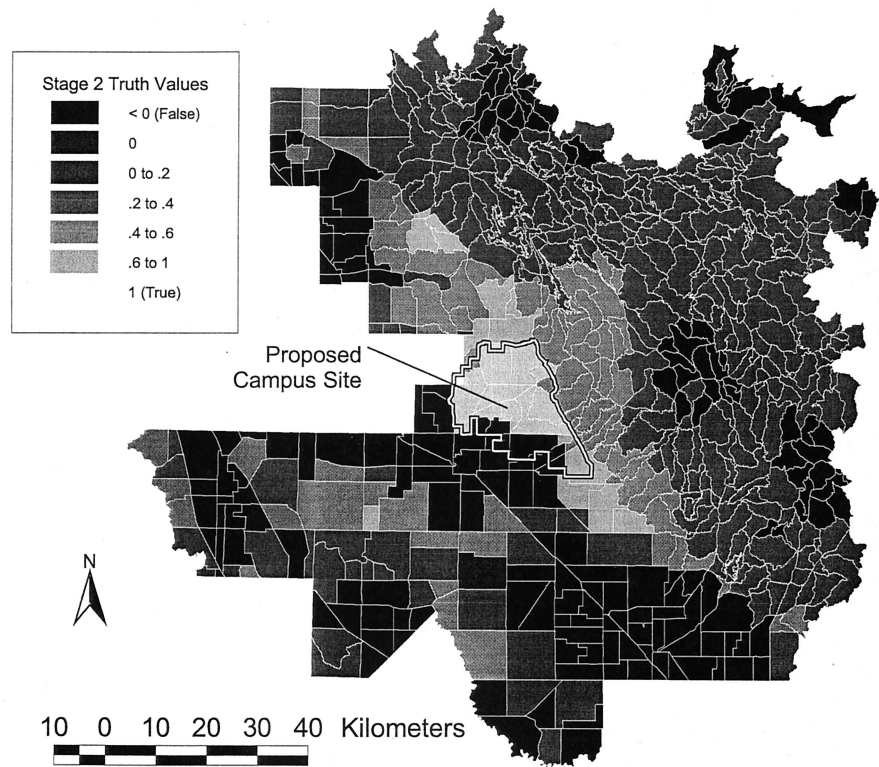 Stage 2 Truth Values
< 0 (False)
0
0 to .2
.2 to .4
.4 to .6
.6 to 1
1 (True)
Proposed
Campus Site
N
10 0 10 20 30 40 Kilometers